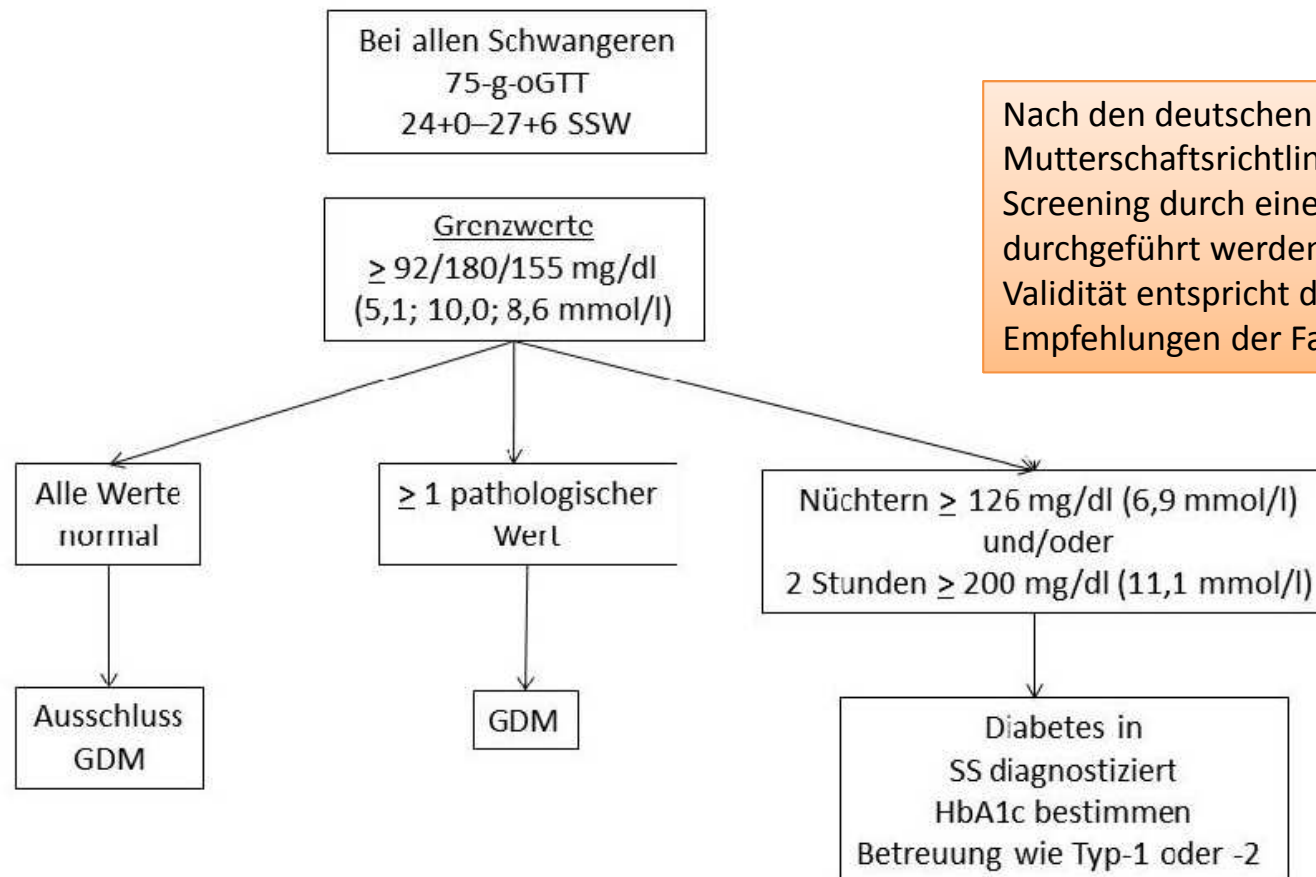 Bei allen Schwangeren
75-g-oGTT
24+0–27+6 SSW
Nach den deutschen
Mutterschaftsrichtlin
Screening durch eine
durchgeführt werden
Validität entspricht d
Empfehlungen der Fa
Grenzwerte
≥ 92/180/155 mg/dl
(5,1; 10,0; 8,6 mmol/l)
Alle Werte
normal
≥ 1 pathologischer
Wert
Nüchtern ≥ 126 mg/dl (6,9 mmol/l)
und/oder
2 Stunden ≥ 200 mg/dl (11,1 mmol/l)
Ausschluss
GDM
GDM
Diabetes in
SS diagnostiziert
HbA1c bestimmen
Betreuung wie Typ-1 oder -2